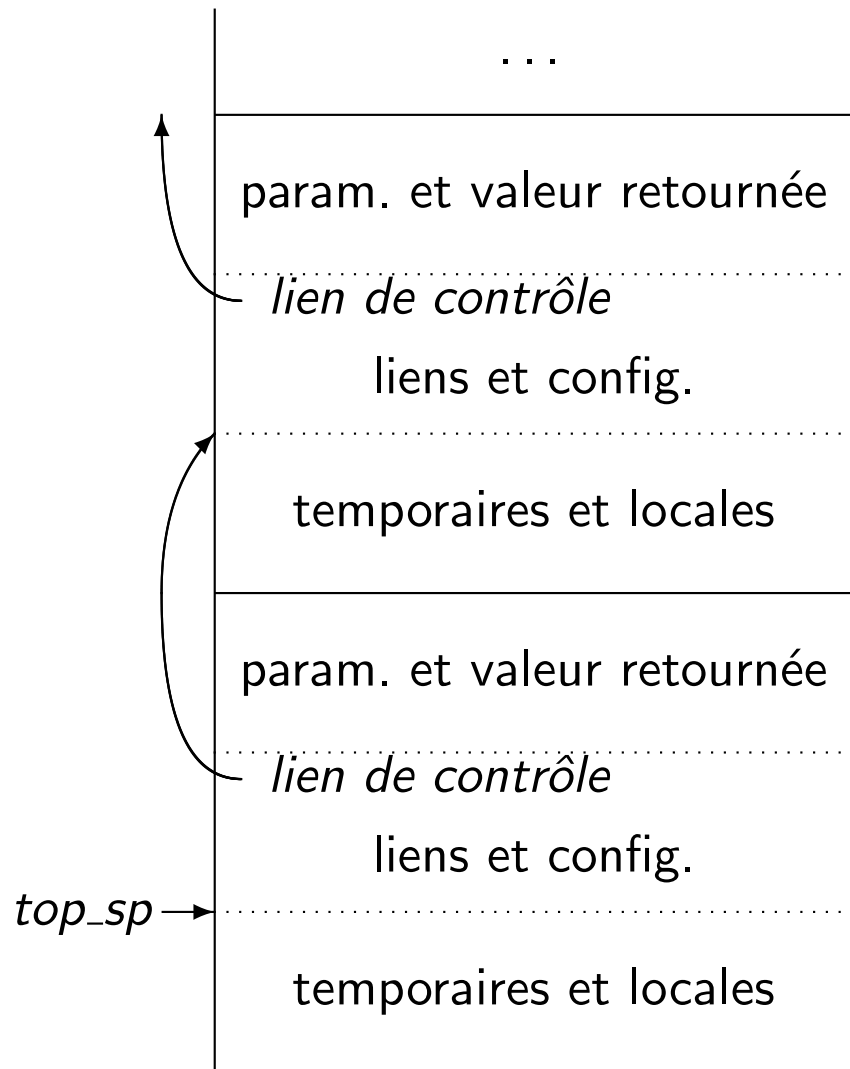 . . .
param. et valeur retournée
lien de contrôle
liens et config.
temporaires et locales
param. et valeur retournée
lien de contrôle
liens et config.
top_sp
temporaires et locales